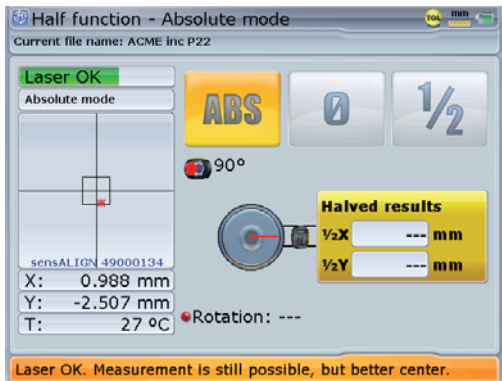 Half function - Absolute mode
TOL mm
Current file name: ACME inc P22
Laser OK
Absolute mode
ABS 0 1/2
90°
Halved results
½X --- mm
½Y --- mm
sensALIGN 49000134
X: 0.988 mm
Y: -2.507 mm
T: 27 ºC
Rotation: ---
Laser OK. Measurement is still possible, but better center.